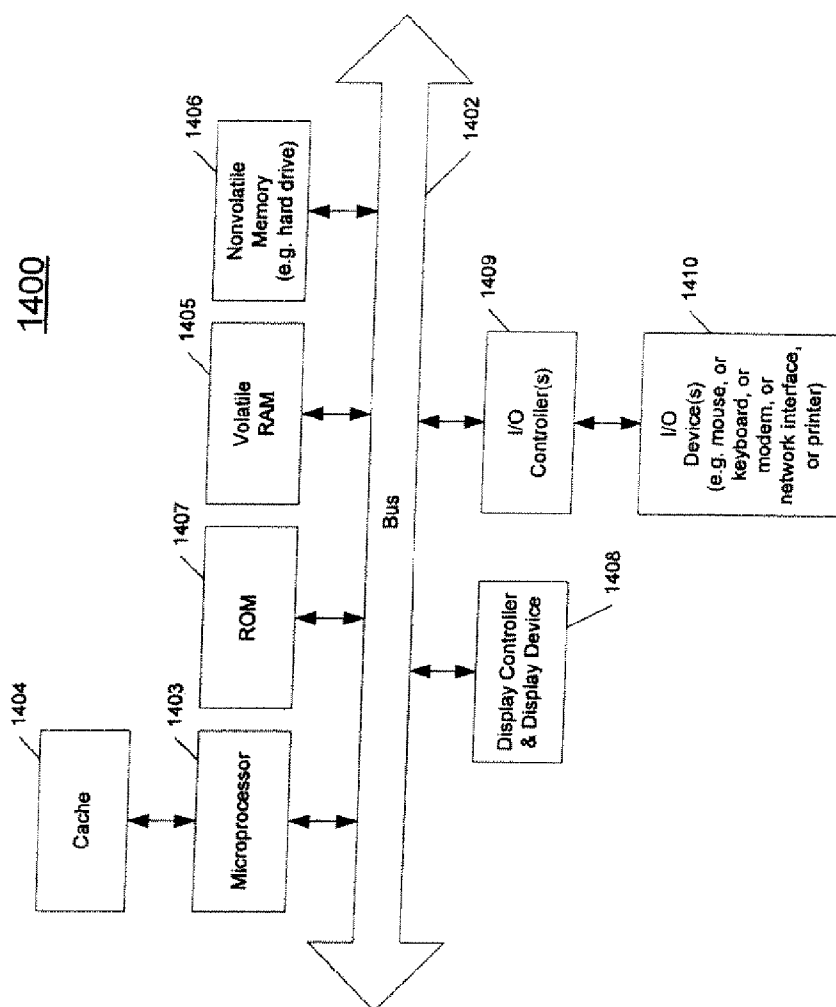 1400
1404
Cache
1403
Microprocessor
1407
ROM
1405
Volatile
RAM
1406
Nonvolatile
Memory
(e.g. hard drive)
Bus
1402
Display Controller
& Display Device
1408
I/O
Controller(s)
1409
I/O
Device(s)
(e.g. mouse, or
keyboard, or
modem, or
network interface,
or printer)
1410